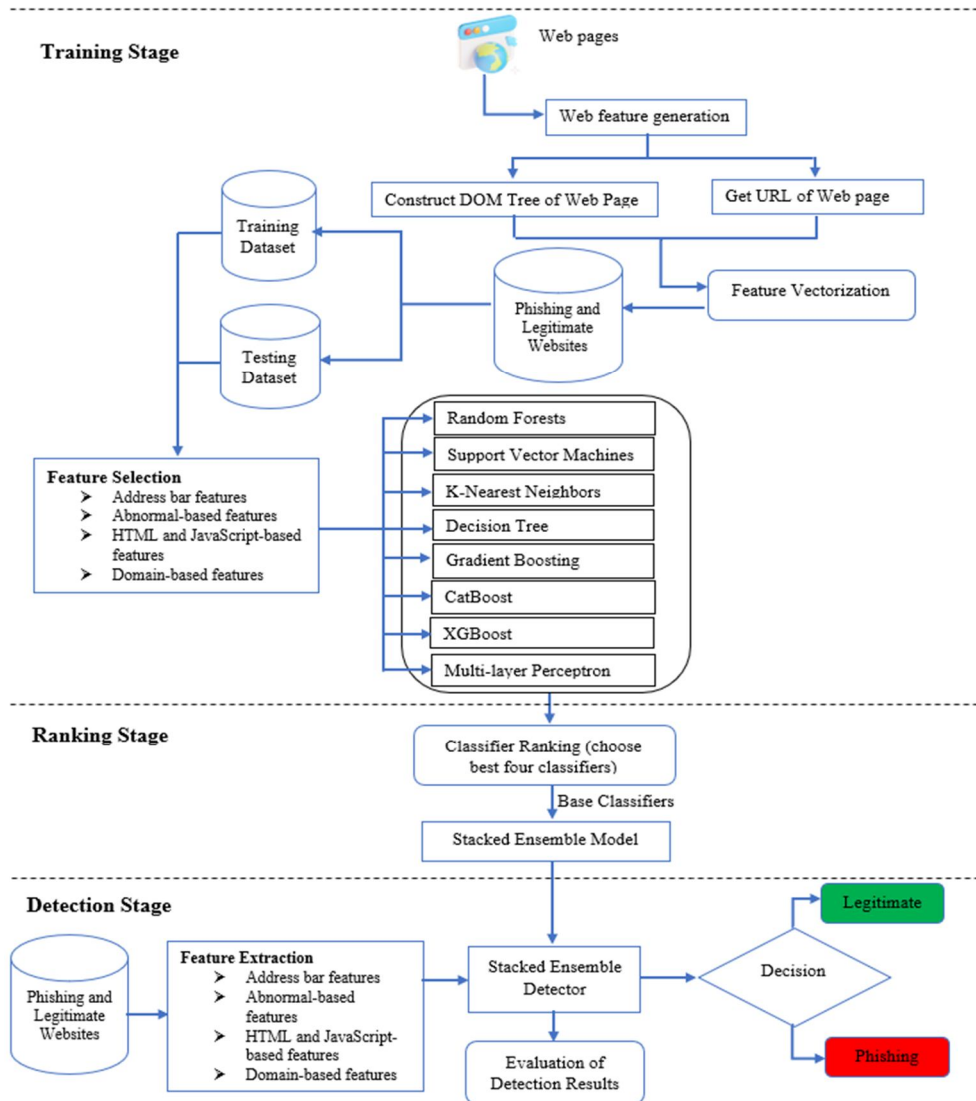 Training Stage
Web pages
Web feature generation
Construct DOM Tree of Web Page
Get URL of Web page
Training
Dataset
Feature Vectorization
Phishing and
Legitimate
Websites
Testing
Dataset
Feature Selection
➢ Address bar features
➢ Abnormal-based features
➢ HTML and JavaScript-based
features
➢ Domain-based features
Random Forests
Support Vector Machines
K-Nearest Neighbors
Decision Tree
Gradient Boosting
CatBoost
XGBoost
Multi-layer Perceptron
Ranking Stage
Classifier Ranking (choose
best four classifiers)
Base Classifiers
Stacked Ensemble Model
Detection Stage
Phishing and
Legitimate
Websites
Feature Extraction
➢ Address bar features
➢ Abnormal-based
features
➢ HTML and JavaScript-
based features
➢ Domain-based features
Stacked Ensemble
Detector
Evaluation of
Detection Results
Decision
Legitimate
Phishing